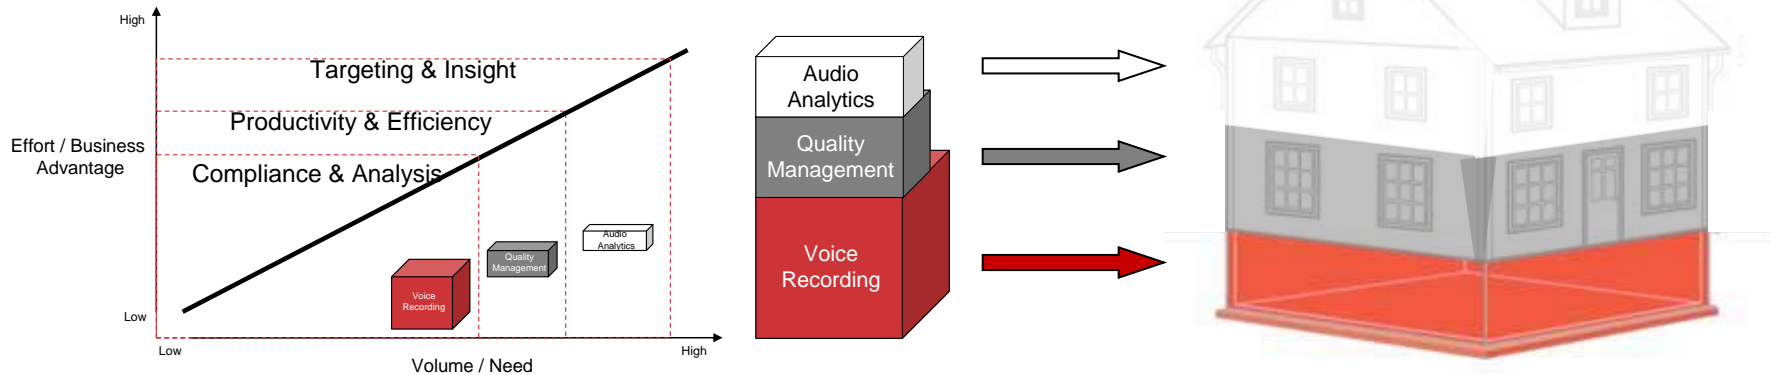 High
Targeting & Insight
Productivity & Efficiency
Effort / Business
Advantage
Compliance & Analysis
Audio
Analytics
Quality
Management
Voice
Recording
Low
Low
High
Volume / Need
Audio
Analytics
Quality
Management
Voice
Recording